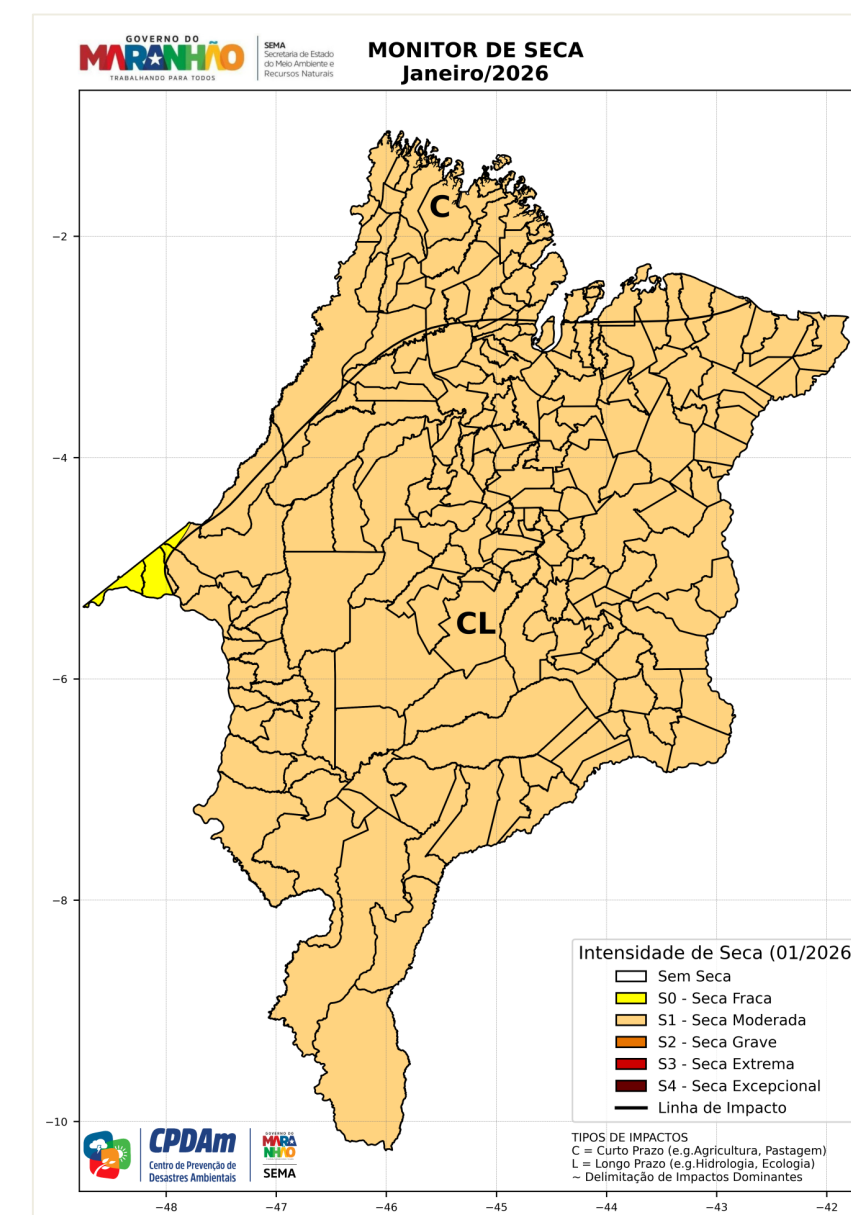 GOVERNO DO
MARANHÃO
TRABALHANDO PARA TODOS
SEMA
Secretaria de Estado
do Meio Ambiente e
Recursos Naturais
MONITOR DE SECA
Janeiro/2026
C
CL
−2
−4
−6
−8
−10
−48
−47
−46
−45
−44
−43
−42
Intensidade de Seca (01/2026
Sem Seca
S0 - Seca Fraca
S1 - Seca Moderada
S2 - Seca Grave
S3 - Seca Extrema
S4 - Seca Excepcional
Linha de Impacto
TIPOS DE IMPACTOS
C = Curto Prazo (e.g.Agricultura, Pastagem)
L = Longo Prazo (e.g.Hidrologia, Ecologia)
~ Delimitação de Impactos Dominantes
CPDAm
Centro de Prevenção de
Desastres Ambientais
GOVERNO DO
MARANHÃO
SEMA